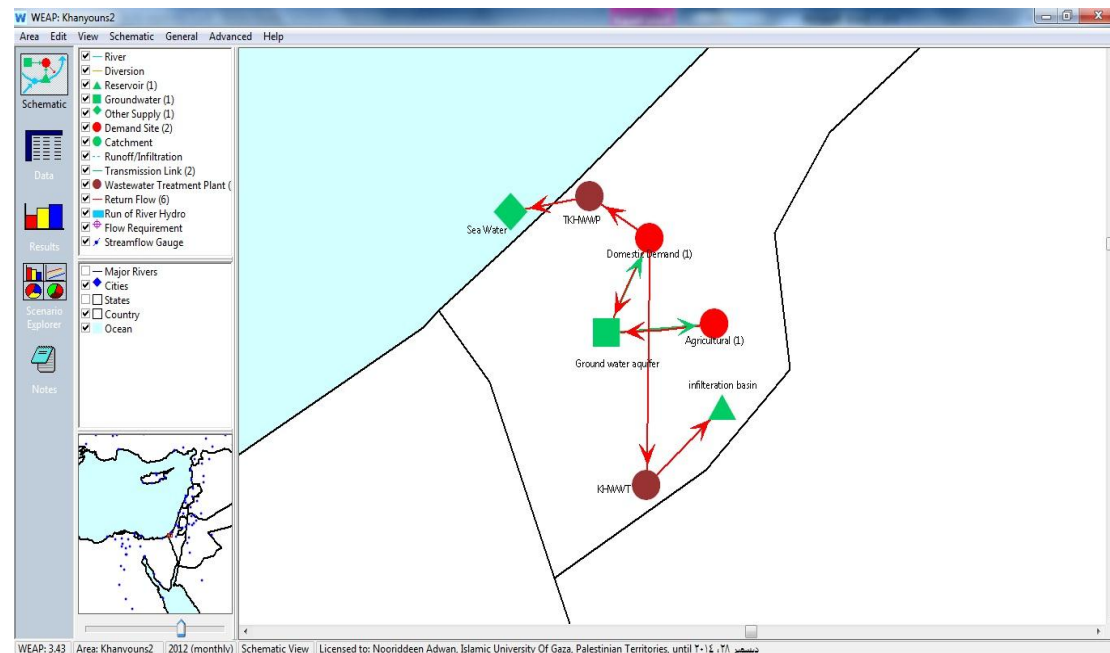 W WEAP: Khanyouns2
Area Edit View Schematic General Advanced Help
Schematic
Data
Results
Scenario Explorer
Notes
River
Diversion
Reservoir (1)
Groundwater (1)
Other Supply (1)
Demand Site (2)
Catchment
Runoff/Infiltration
Transmission Link (2)
Wastewater Treatment Plant (
Return Flow (6)
Run of River Hydro
Flow Requirement
Streamflow Gauge
Major Rivers
Cities
States
Country
Ocean
Sea Water
TKHWWP
Domestic Demand (1)
Agricultural (1)
Ground water aquifer
infilteration basin
KHWWT
WEAP: 3.43 Area: Khanyouns2 2012 (monthly) Schematic View Licensed to: Nooriddeen Adwan, Islamic University Of Gaza, Palestinian Territories, until ديسمبر ٢٨، ٢٠١٤